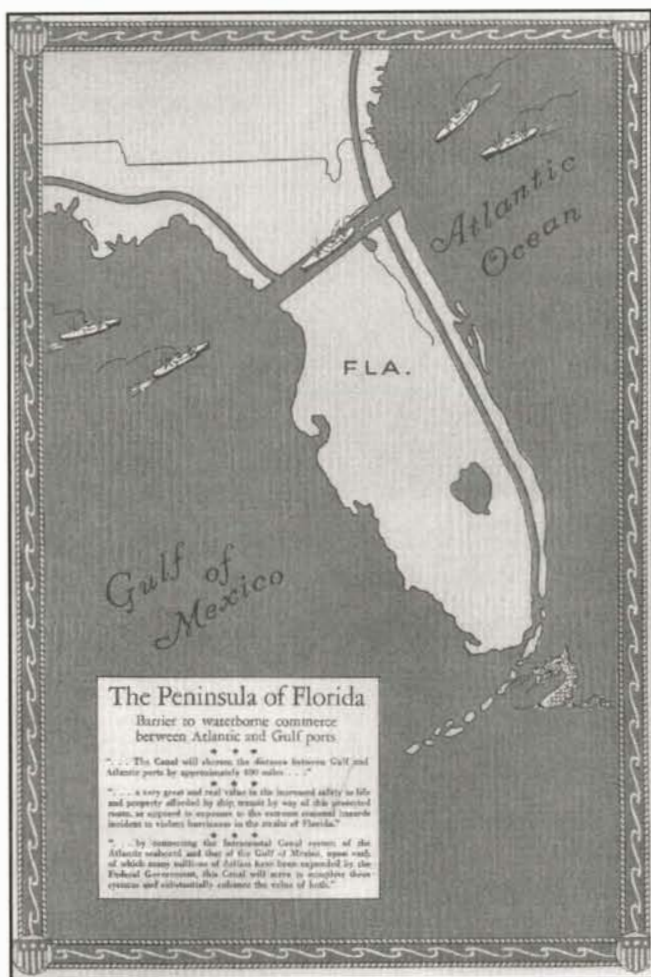 Atlantic
Ocean
FLA.
Gulf of
Mexico
The Peninsula of Florida
Barrier to waterborne commerce
between Atlantic and Gulf ports
* * *
". . . The Canal will shorten the distance between Gulf and
Atlantic ports by approximately miles . . ."
* * *
". . . a very great and real value in the increased safety to life
and property afforded by ship transit by way of this protected
route, as opposed to exposure to the extreme seasonal hazards
incident to violent hurricanes in the straits of Florida."
* * *
". . . by connecting the Intracoastal Canal system of the
Atlantic seaboard and that of the Gulf of Mexico, upon each
of which many millions of dollars have been expended by the
Federal Government, this Canal will serve to complete these
systems and substantially enhance the value of both."